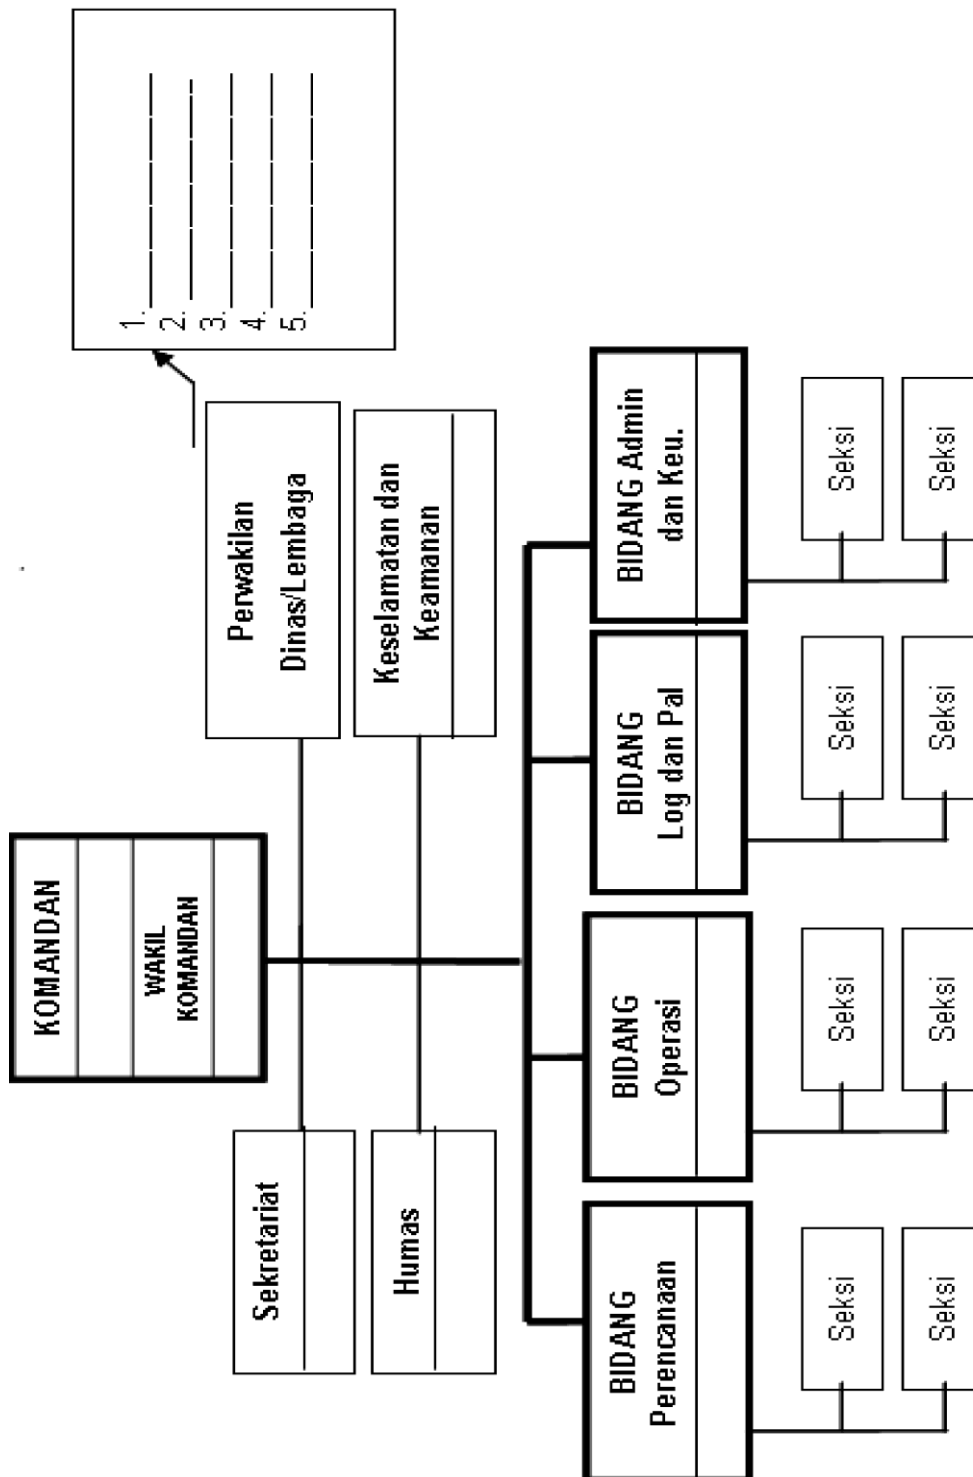 KOMANDAN
WAKIL
KOMANDAN
Sekretariat
Perwakilan
Dinas/Lembaga
1.
2.
3.
4.
5.
Humas
Keselamatan dan
Keamanan
BIDANG
Perencanaan
BIDANG
Operasi
BIDANG
Log dan Pal
BIDANG Admin
dan Keu.
Seksi
Seksi
Seksi
Seksi
Seksi
Seksi
Seksi
Seksi